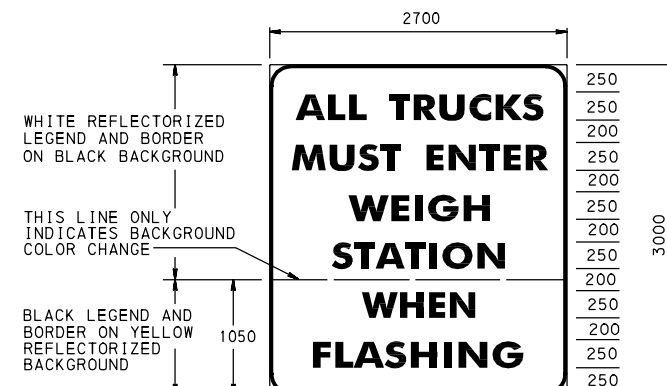 2700
WHITE REFLECTORIZED
LEGEND AND BORDER
ON BLACK BACKGROUND
THIS LINE ONLY
INDICATES BACKGROUND
COLOR CHANGE
BLACK LEGEND AND
BORDER ON YELLOW
REFLECTORIZED
BACKGROUND
1050
ALL TRUCKS
MUST ENTER
WEIGH
STATION
WHEN
FLASHING
250
250
200
250
200
250
200
250
200
250
200
250
250
3000